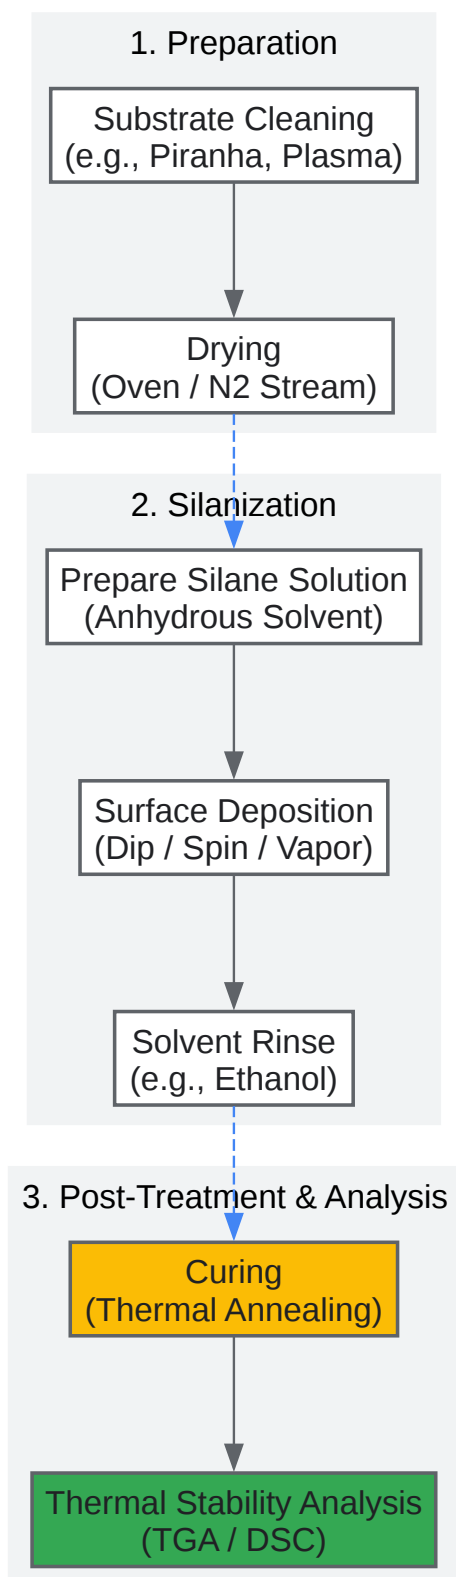 1. Preparation
Substrate Cleaning
(e.g., Piranha, Plasma)
Drying
(Oven / N2 Stream)
2. Silanization
Prepare Silane Solution
(Anhydrous Solvent)
Surface Deposition
(Dip / Spin / Vapor)
Solvent Rinse
(e.g., Ethanol)
3. Post-Treatment & Analysis
Curing
(Thermal Annealing)
Thermal Stability Analysis
(TGA / DSC)